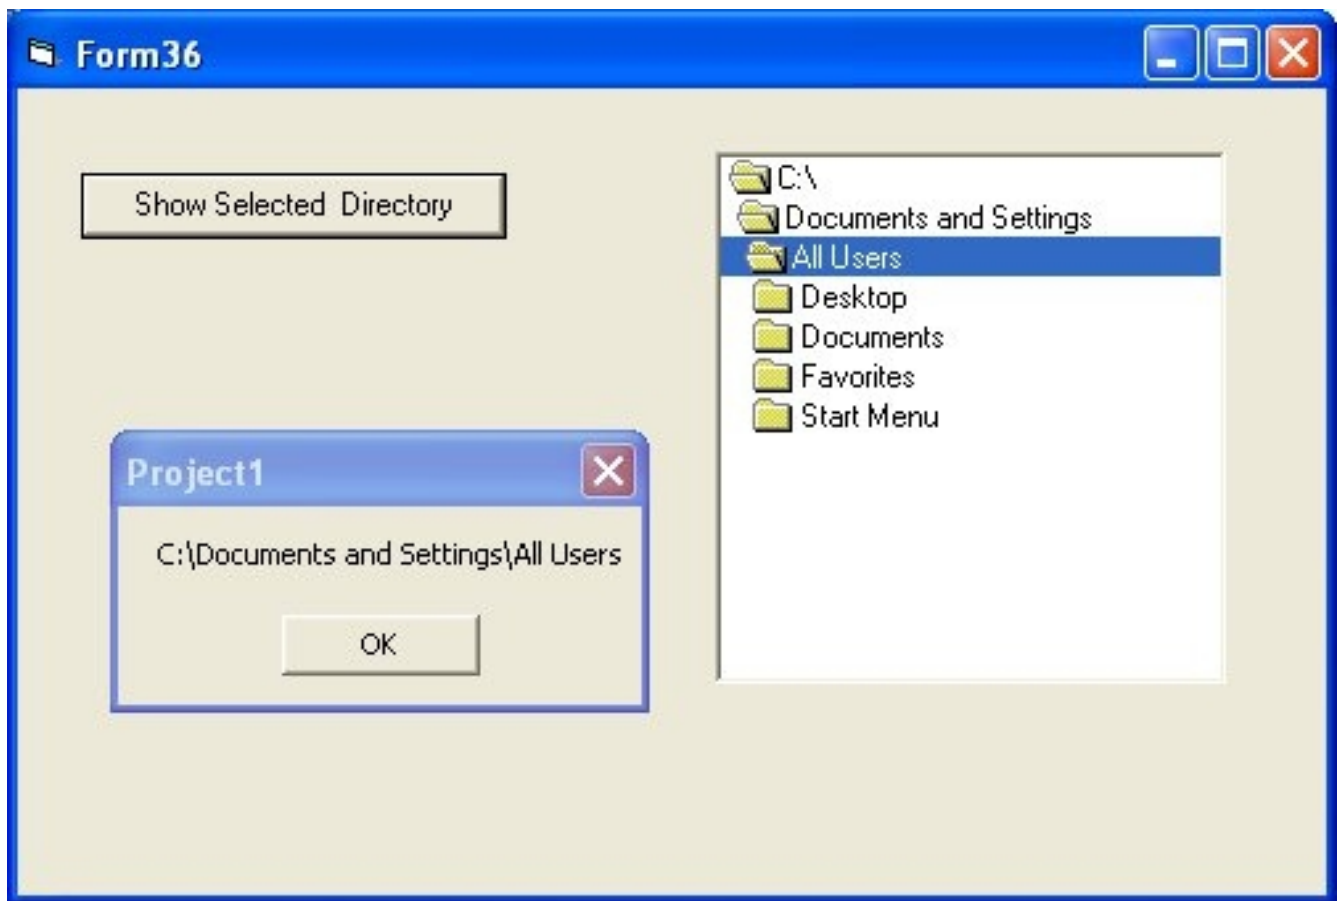 Form36
Show Selected  Directory
C:\
Documents and Settings
All Users
Desktop
Documents
Favorites
Start Menu
Project1
C:\Documents and Settings\All Users
OK